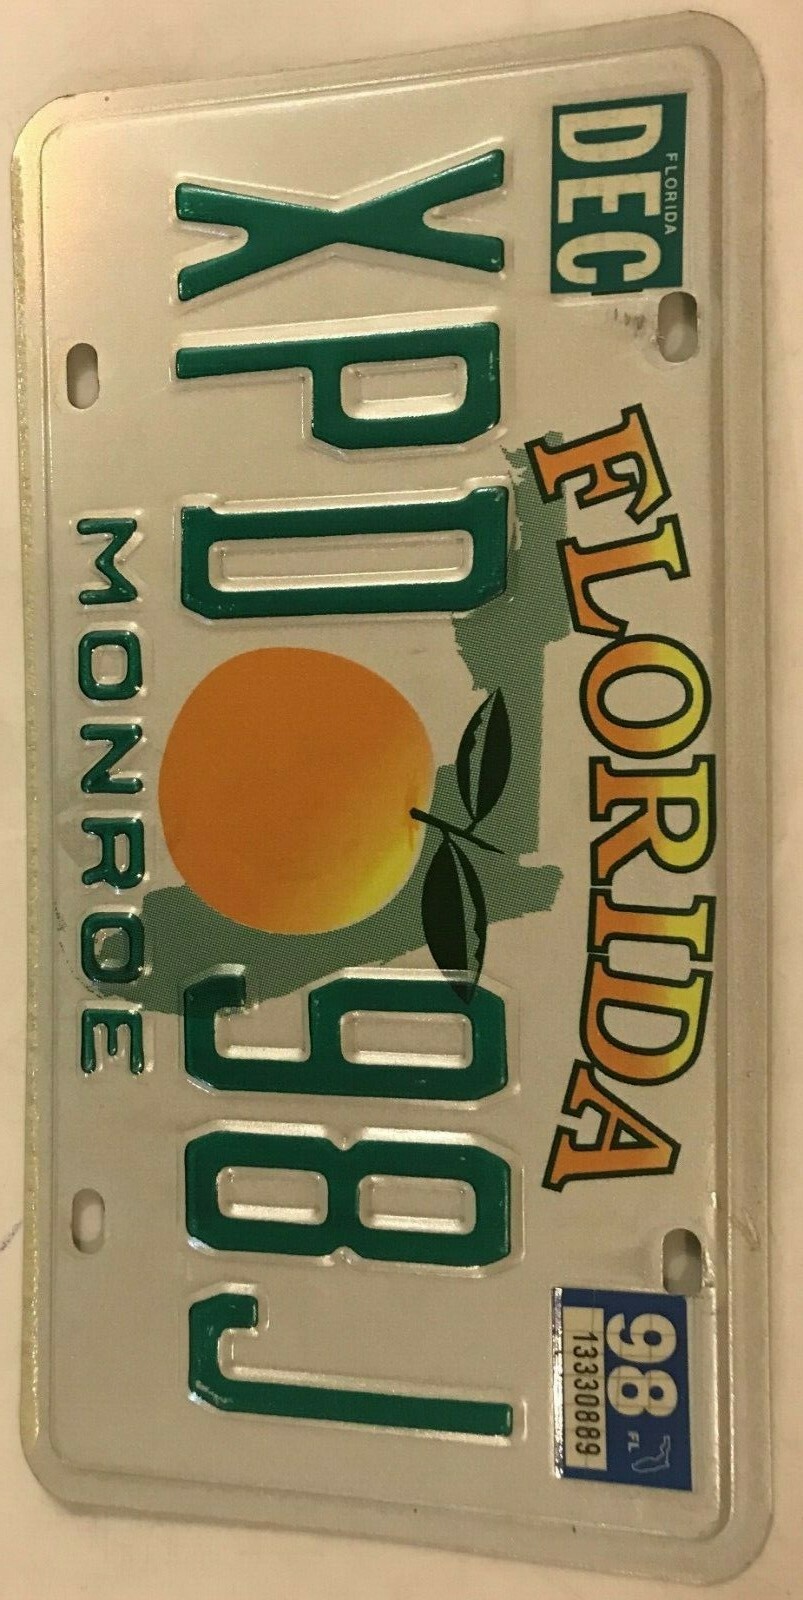 FLORIDA
DEC
FLORIDA
98 FL
13330889
XPD 98J
MONROE